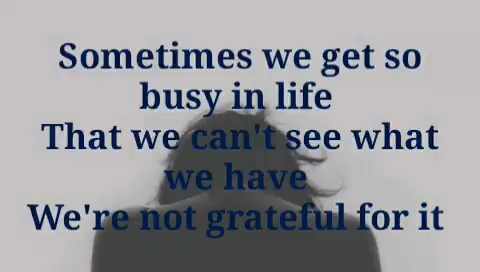 Sometimes we get so
busy in life
That we can't see what
we have
We're not grateful for it